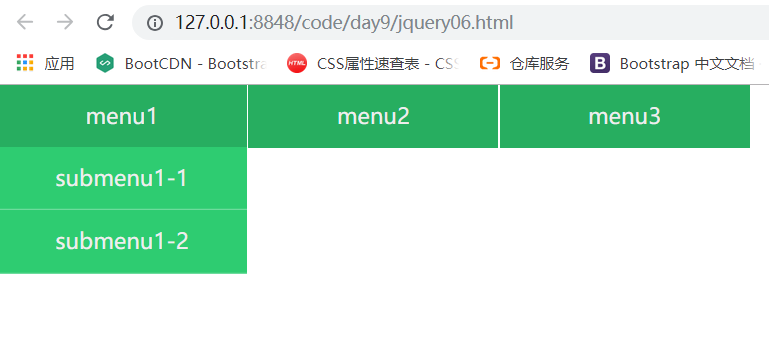 127.0.0.1:8848/code/day9/jquery06.html
应用 BootCDN - Bootstra HTML CSS属性速查表 - CSS 仓库服务 B Bootstrap 中文文档
menu1 menu2 menu3
submenu1-1
submenu1-2